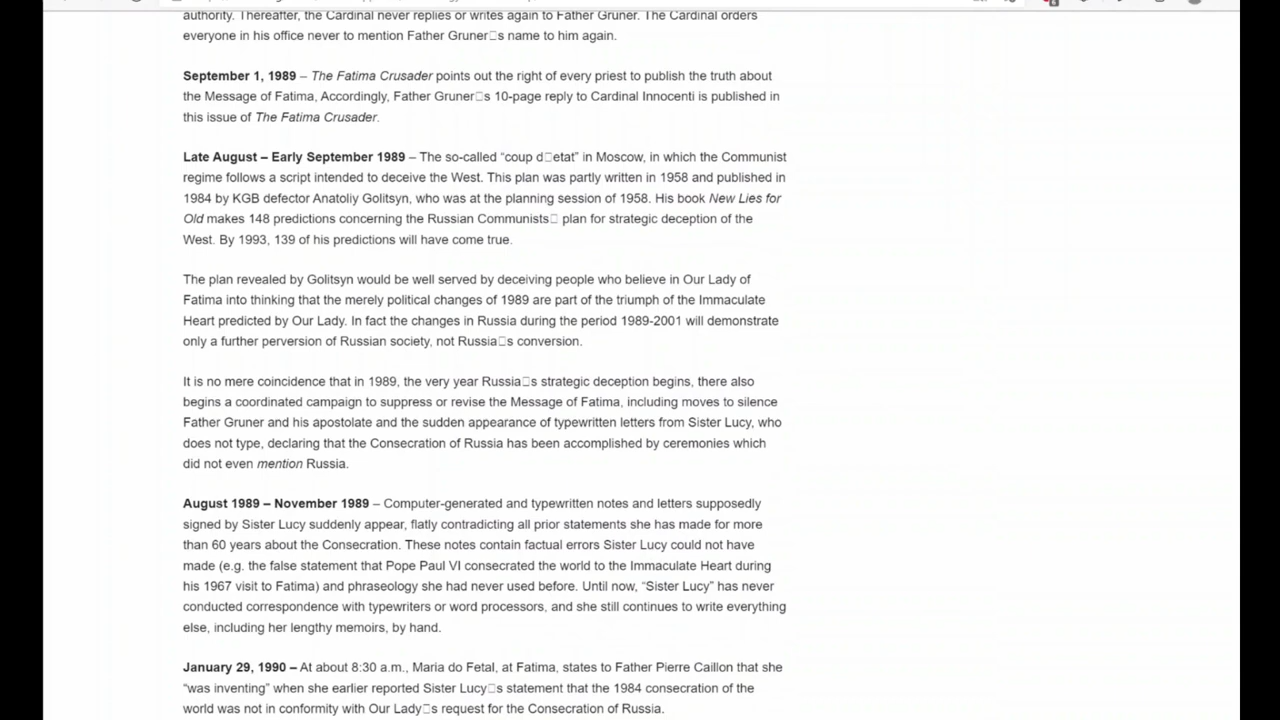 authority. Thereafter, the Cardinal never replies or writes again to Father Gruner. The Cardinal orders
everyone in his office never to mention Father Gruner□s name to him again.
September 1, 1989 – The Fatima Crusader points out the right of every priest to publish the truth about
the Message of Fatima, Accordingly, Father Gruner□s 10-page reply to Cardinal Innocenti is published in
this issue of The Fatima Crusader.
Late August – Early September 1989 – The so-called “coup d□etat” in Moscow, in which the Communist
regime follows a script intended to deceive the West. This plan was partly written in 1958 and published in
1984 by KGB defector Anatoliy Golitsyn, who was at the planning session of 1958. His book New Lies for
Old makes 148 predictions concerning the Russian Communists□ plan for strategic deception of the
West. By 1993, 139 of his predictions will have come true.
The plan revealed by Golitsyn would be well served by deceiving people who believe in Our Lady of
Fatima into thinking that the merely political changes of 1989 are part of the triumph of the Immaculate
Heart predicted by Our Lady. In fact the changes in Russia during the period 1989-2001 will demonstrate
only a further perversion of Russian society, not Russia□s conversion.
It is no mere coincidence that in 1989, the very year Russia□s strategic deception begins, there also
begins a coordinated campaign to suppress or revise the Message of Fatima, including moves to silence
Father Gruner and his apostolate and the sudden appearance of typewritten letters from Sister Lucy, who
does not type, declaring that the Consecration of Russia has been accomplished by ceremonies which
did not even mention Russia.
August 1989 – November 1989 – Computer-generated and typewritten notes and letters supposedly
signed by Sister Lucy suddenly appear, flatly contradicting all prior statements she has made for more
than 60 years about the Consecration. These notes contain factual errors Sister Lucy could not have
made (e.g. the false statement that Pope Paul VI consecrated the world to the Immaculate Heart during
his 1967 visit to Fatima) and phraseology she had never used before. Until now, “Sister Lucy” has never
conducted correspondence with typewriters or word processors, and she still continues to write everything
else, including her lengthy memoirs, by hand.
January 29, 1990 – At about 8:30 a.m., Maria do Fetal, at Fatima, states to Father Pierre Caillon that she
“was inventing” when she earlier reported Sister Lucy□s statement that the 1984 consecration of the
world was not in conformity with Our Lady□s request for the Consecration of Russia.